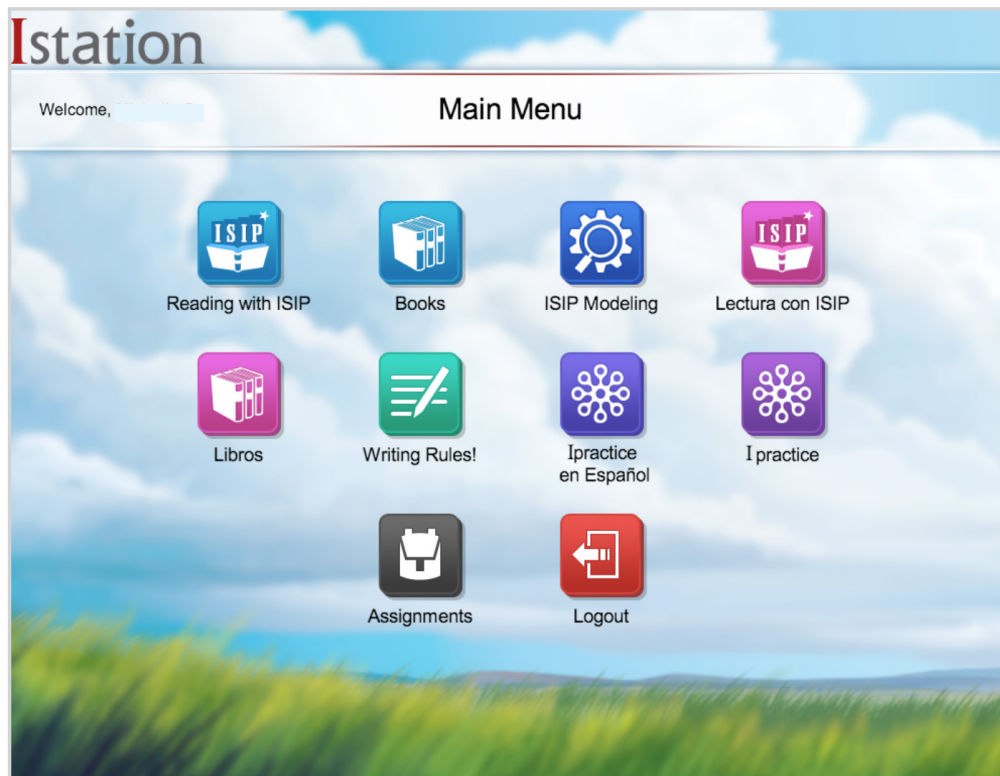 Istation
Welcome,
Main Menu
ISIP
ISIP
Reading with ISIP
Books
ISIP Modeling
Lectura con ISIP
Libros
Writing Rules!
Ipractice
en Español
Ipractice
Assignments
Logout